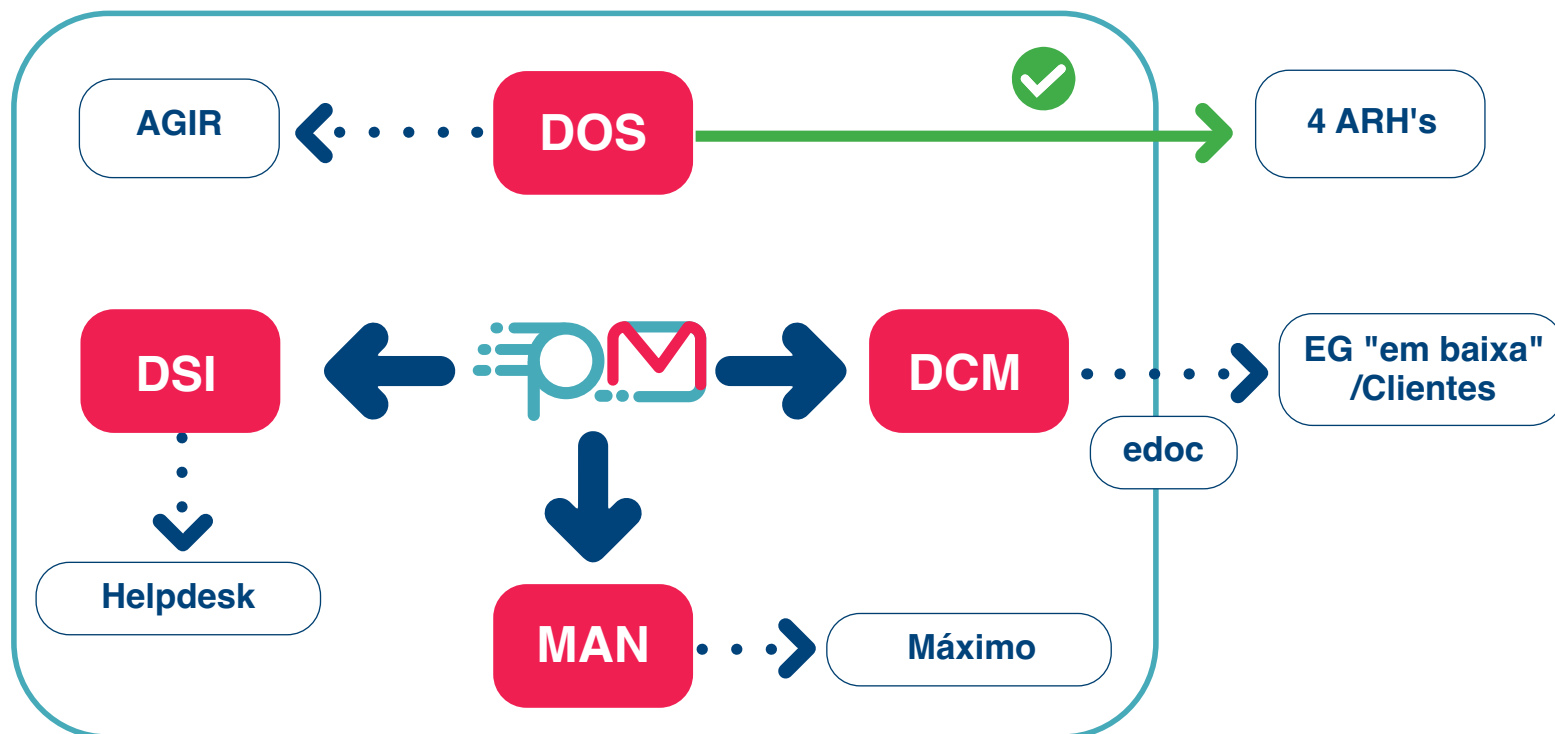 AGIR
DOS
4 ARH's
DSI
DCM
EG "em baixa"
/Clientes
edoc
Helpdesk
MAN
Máximo